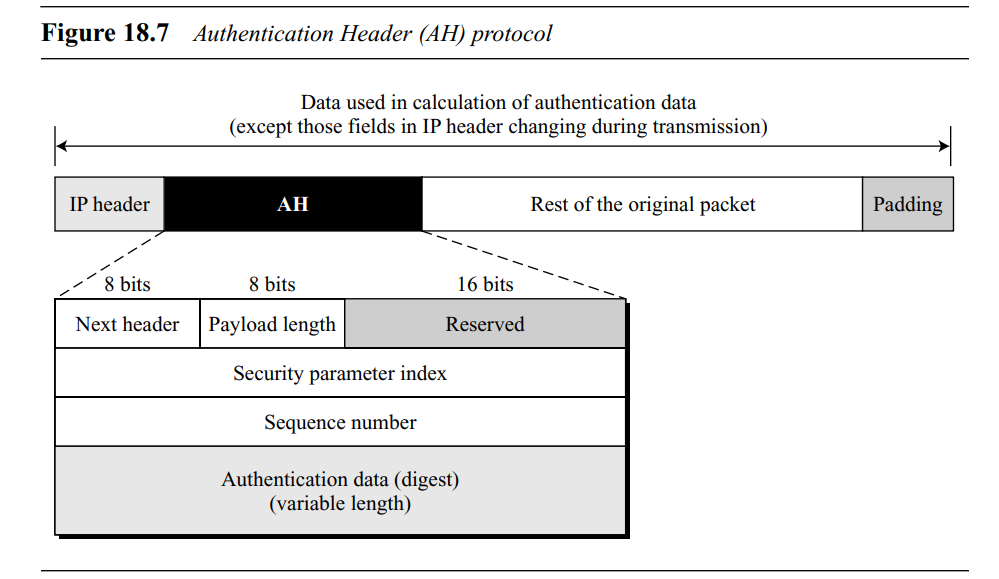 Figure 18.7 Authentication Header (AH) protocol
Data used in calculation of authentication data
(except those fields in IP header changing during transmission)
IP header AH Rest of the original packet Padding
8 bits 8 bits 16 bits
Next header Payload length Reserved
Security parameter index
Sequence number
Authentication data (digest)
(variable length)